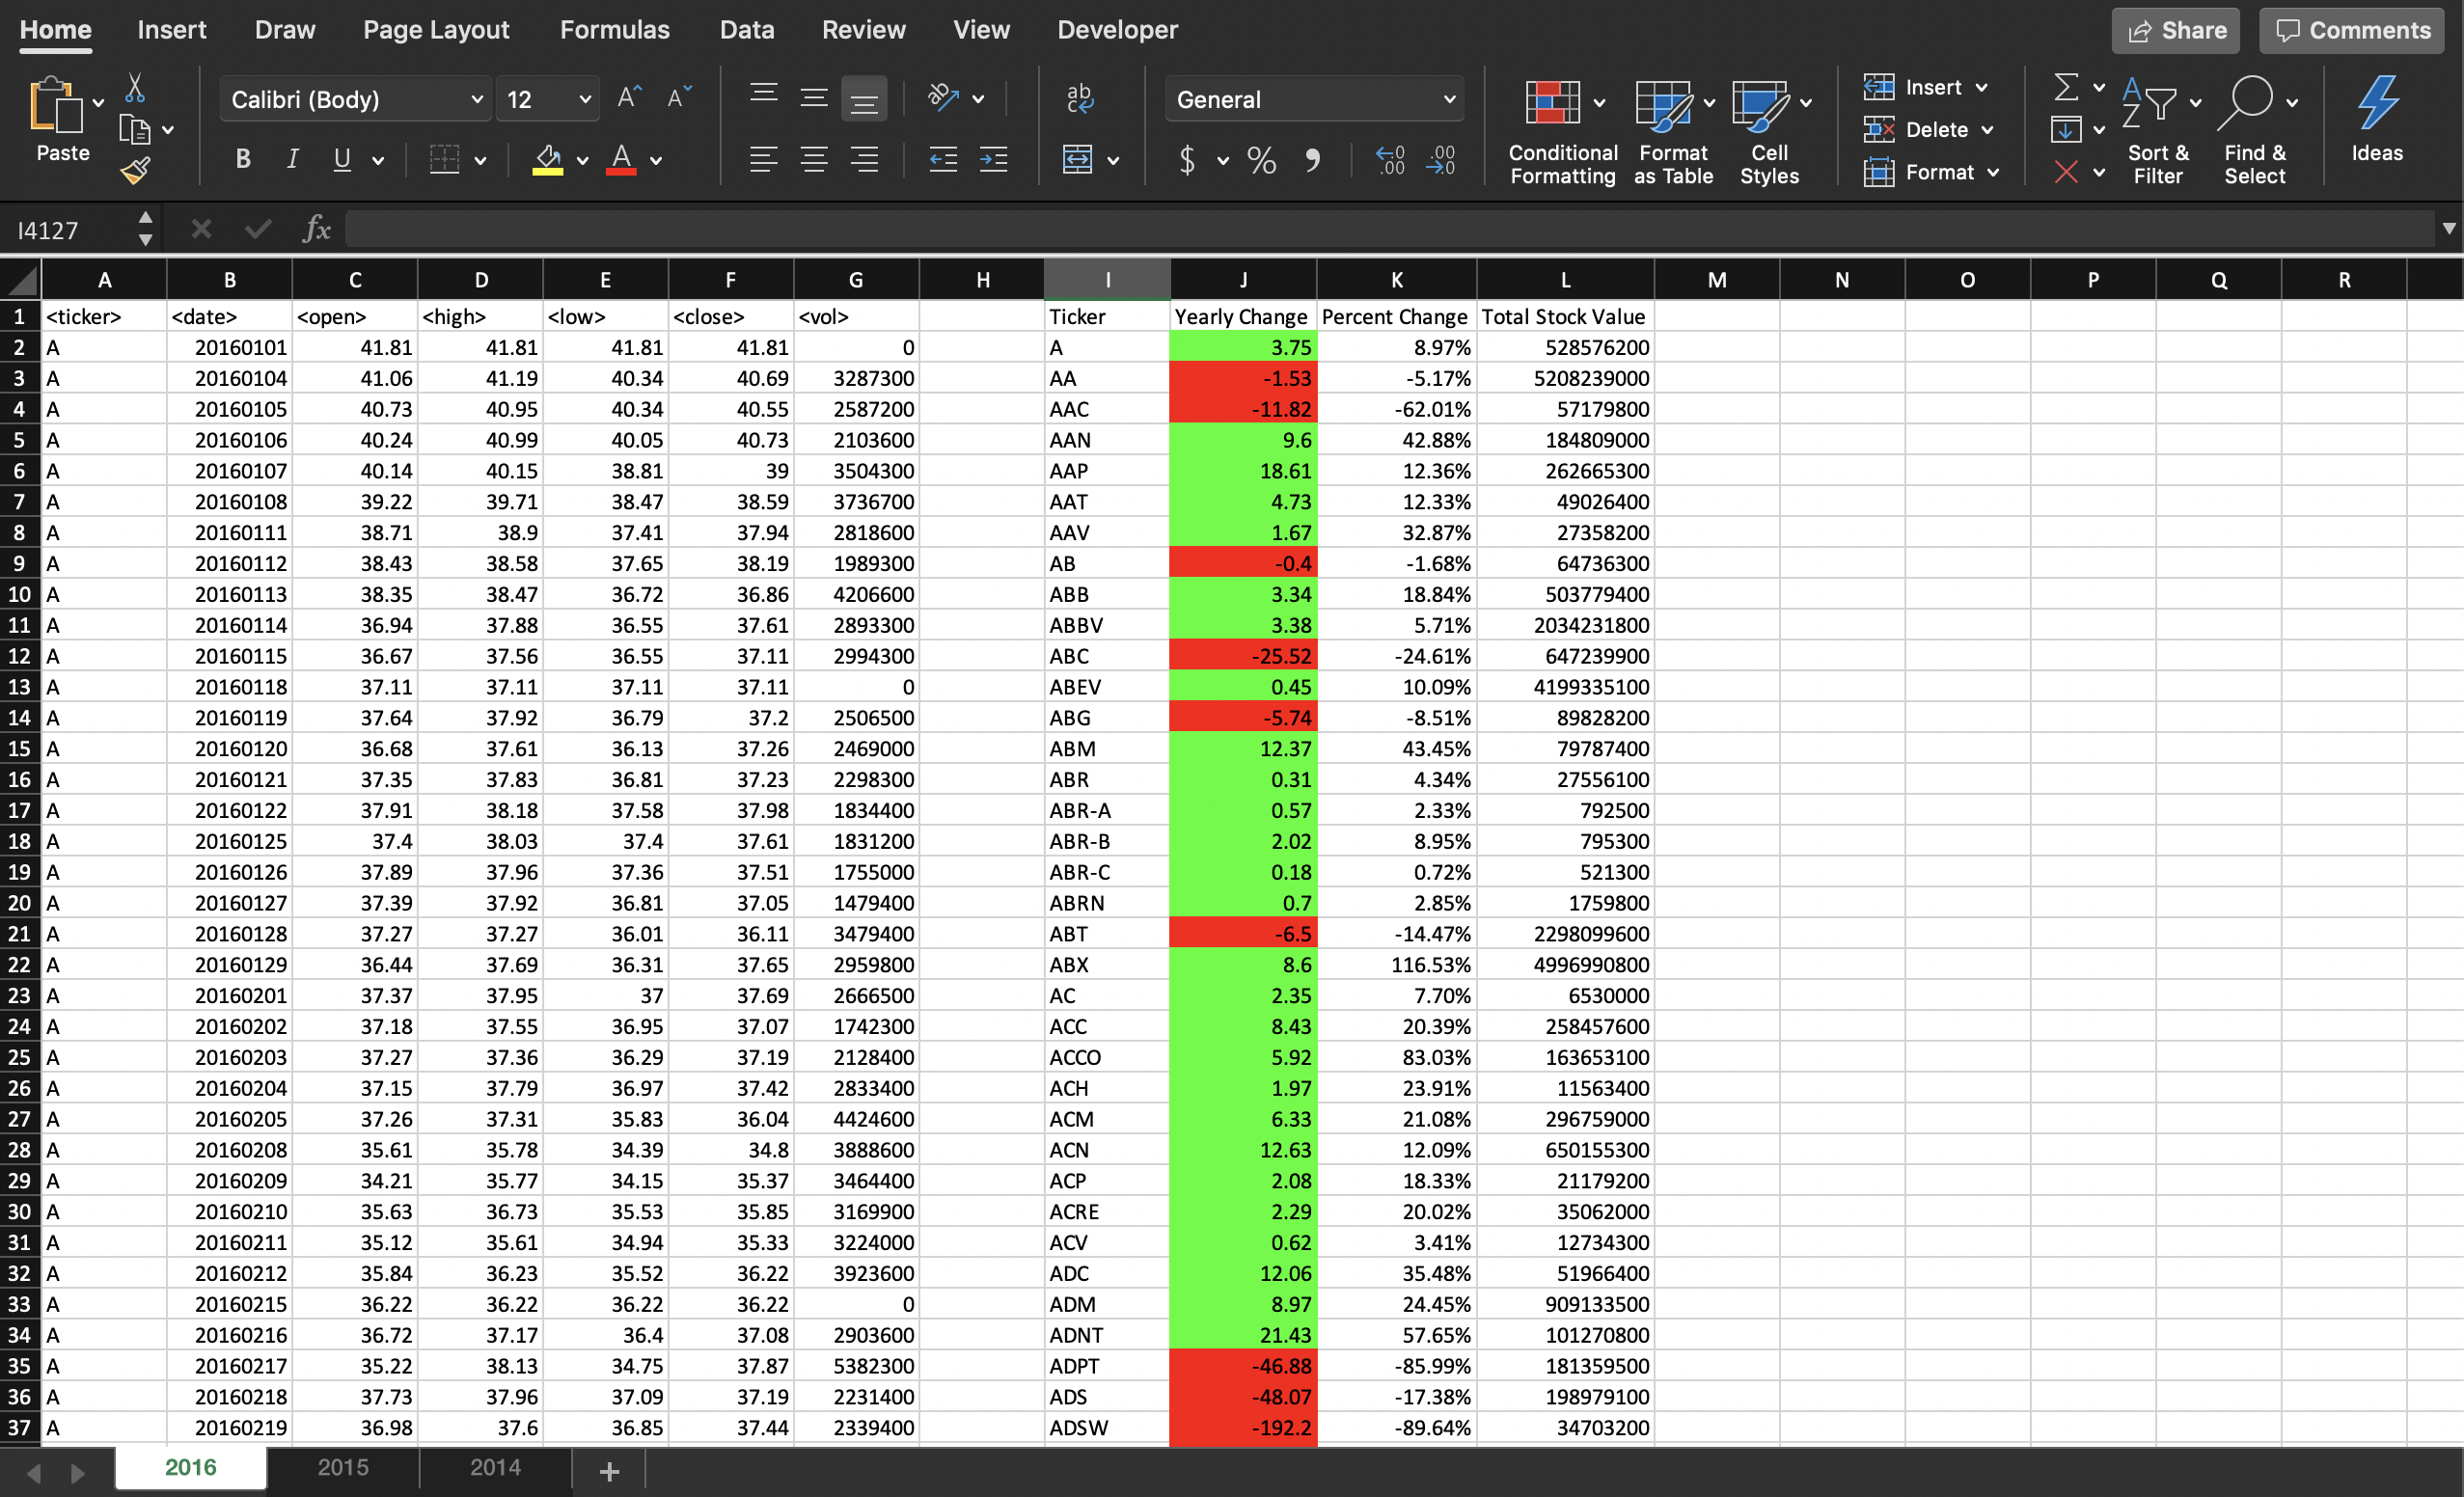 Home Insert Draw Page Layout Formulas Data Review View Developer Share Comments
Paste Calibri (Body) 12 A A ab c General Insert Σ A Z
B I U A $ % , .0 .00 .00 .0 Conditional Formatting Format as Table Cell Styles Delete Format Sort & Filter Find & Select Ideas
I4127 fx
A B C D E F G H I J K L M N O P Q R
1 <ticker> <date> <open> <high> <low> <close> <vol> Ticker Yearly Change Percent Change Total Stock Value
2 A 20160101 41.81 41.81 41.81 41.81 0 A 3.75 8.97% 528576200
3 A 20160104 41.06 41.19 40.34 40.69 3287300 AA -1.53 -5.17% 5208239000
4 A 20160105 40.73 40.95 40.34 40.55 2587200 AAC -11.82 -62.01% 57179800
5 A 20160106 40.24 40.99 40.05 40.73 2103600 AAN 9.6 42.88% 184809000
6 A 20160107 40.14 40.15 38.81 39 3504300 AAP 18.61 12.36% 262665300
7 A 20160108 39.22 39.71 38.47 38.59 3736700 AAT 4.73 12.33% 49026400
8 A 20160111 38.71 38.9 37.41 37.94 2818600 AAV 1.67 32.87% 27358200
9 A 20160112 38.43 38.58 37.65 38.19 1989300 AB -0.4 -1.68% 64736300
10 A 20160113 38.35 38.47 36.72 36.86 4206600 ABB 3.34 18.84% 503779400
11 A 20160114 36.94 37.88 36.55 37.61 2893300 ABBV 3.38 5.71% 2034231800
12 A 20160115 36.67 37.56 36.55 37.11 2994300 ABC -25.52 -24.61% 647239900
13 A 20160118 37.11 37.11 37.11 37.11 0 ABEV 0.45 10.09% 4199335100
14 A 20160119 37.64 37.92 36.79 37.2 2506500 ABG -5.74 -8.51% 89828200
15 A 20160120 36.68 37.61 36.13 37.26 2469000 ABM 12.37 43.45% 79787400
16 A 20160121 37.35 37.83 36.81 37.23 2298300 ABR 0.31 4.34% 27556100
17 A 20160122 37.91 38.18 37.58 37.98 1834400 ABR-A 0.57 2.33% 792500
18 A 20160125 37.4 38.03 37.4 37.61 1831200 ABR-B 2.02 8.95% 795300
19 A 20160126 37.89 37.96 37.36 37.51 1755000 ABR-C 0.18 0.72% 521300
20 A 20160127 37.39 37.92 36.81 37.05 1479400 ABRN 0.7 2.85% 1759800
21 A 20160128 37.27 37.27 36.01 36.11 3479400 ABT -6.5 -14.47% 2298099600
22 A 20160129 36.44 37.69 36.31 37.65 2959800 ABX 8.6 116.53% 4996990800
23 A 20160201 37.37 37.95 37 37.69 2666500 AC 2.35 7.70% 6530000
24 A 20160202 37.18 37.55 36.95 37.07 1742300 ACC 8.43 20.39% 258457600
25 A 20160203 37.27 37.36 36.29 37.19 2128400 ACCO 5.92 83.03% 163653100
26 A 20160204 37.15 37.79 36.97 37.42 2833400 ACH 1.97 23.91% 11563400
27 A 20160205 37.26 37.31 35.83 36.04 4424600 ACM 6.33 21.08% 296759000
28 A 20160208 35.61 35.78 34.39 34.8 3888600 ACN 12.63 12.09% 650155300
29 A 20160209 34.21 35.77 34.15 35.37 3464400 ACP 2.08 18.33% 21179200
30 A 20160210 35.63 36.73 35.53 35.85 3169900 ACRE 2.29 20.02% 35062000
31 A 20160211 35.12 35.61 34.94 35.33 3224000 ACV 0.62 3.41% 12734300
32 A 20160212 35.84 36.23 35.52 36.22 3923600 ADC 12.06 35.48% 51966400
33 A 20160215 36.22 36.22 36.22 36.22 0 ADM 8.97 24.45% 909133500
34 A 20160216 36.72 37.17 36.4 37.08 2903600 ADNT 21.43 57.65% 101270800
35 A 20160217 35.22 38.13 34.75 37.87 5382300 ADPT -46.88 -85.99% 181359500
36 A 20160218 37.73 37.96 37.09 37.19 2231400 ADS -48.07 -17.38% 198979100
37 A 20160219 36.98 37.6 36.85 37.44 2339400 ADSW -192.2 -89.64% 34703200
2016 2015 2014 +